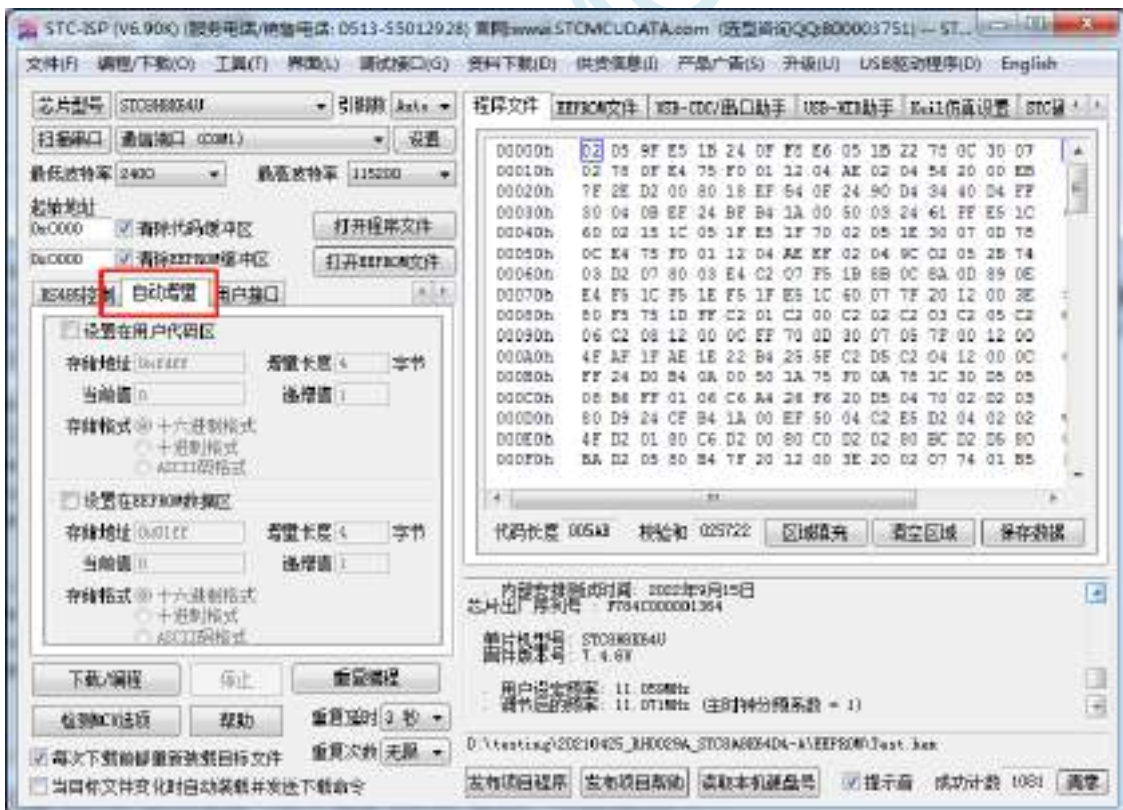 STC-ISP (V6.90K) (服务电话/销售电话: 0513-55012928) 官网:www.STCMCUDATA.com (选型咨询QQ:800003751) -- ST...
文件(F) 编程/下载(O) 工具(T) 界面(L) 调试接口(G) 资料下载(D) 供货信息(I) 产品广告(S) 升级(U) USB驱动程序(D) English
芯片型号 STC8H8K64U 引脚数 Auto
扫描串口 通信接口 (COM1) 设置
最低波特率 2400 最高波特率 115200
起始地址
0x0000 清除代码缓冲区 打开程序文件
0x0000 清除EEPROM缓冲区 打开EEPROM文件
RS485控制 自动增量 用户接口
设置在用户代码区
存储地址 增量长度 4 字节
当前值 0 递增值 1
存储格式 十六进制格式
十进制格式
ASCII码格式
设置在EEPROM数据区
存储地址 0x01ff 增量长度 4 字节
当前值 0 递增值 1
存储格式 十六进制格式
十进制格式
ASCII码格式
下载/编程 停止 重复编程
检测MCU选项 帮助 重复延时 3 秒
每次下载前都重新装载目标文件 重复次数 无限
当目标文件变化时自动装载并发送下载命令
程序文件 EEPROM文件 USB-CDC/串口助手 USB-HID助手 Keil仿真设置
00000h 02 05 9F E5 1B 24 0F F8 E6 05 1B 22 78 0C 30 07
00010h 02 78 0F E4 75 F0 01 12 04 AE 02 04 56 20 00 EB
00020h 7F 2E D2 00 80 18 EF 54 0F 24 90 D4 34 40 D4 FF
00030h 30 04 0B EF 24 BF B4 1A 00 50 03 24 61 FF E5 1C
00040h 60 02 15 1C 05 1F E5 1F 70 02 05 1E 30 07 0D 78
00050h 0C E4 75 F0 01 12 04 AE EF 02 04 9C 02 05 2B 74
00060h 03 D2 07 80 03 E4 C2 07 F5 1B 8B 0C 8A 0D 89 0E
00070h E4 F5 1C F5 1E F5 1F E5 1C 60 07 7F 20 12 00 3E
00080h 80 F5 75 1D FF C2 01 C2 00 C2 02 C2 03 C2 05 C2
00090h 06 C2 08 12 00 0C FF 70 0D 30 07 05 7F 00 12 00
000A0h 4F AF 1F AE 1E 22 B4 25 5F C2 D5 C2 04 12 00 0C
000B0h FF 24 D0 B4 0A 00 50 1A 75 F0 0A 78 1C 30 D5 05
000C0h 08 B6 FF 01 06 C6 A4 26 F6 20 D5 04 70 02 D2 03
000D0h 80 D9 24 CF B4 1A 00 EF 50 04 C2 E5 D2 04 02 02
000E0h 4F D2 01 80 C6 D2 00 80 C0 D2 02 80 BC D2 D5 80
000F0h BA D2 05 80 B4 7F 20 12 00 3E 20 02 07 74 01 B5
代码长度 005AB 校验和 025722 区域填充 清空区域 保存数据
内部安排测试时间: 2022年9月15日
芯片出厂序列号 : F784C000001364
单片机型号: STC8H8K64U
固件版本号: 7.4.6V
. 用户设定频率: 11.059MHz
. 调节后的频率: 11.071MHz (主时钟分频系数 = 1)
发布项目程序 发布项目帮助 读取本机硬盘号 提示音 成功计数 1081 清零